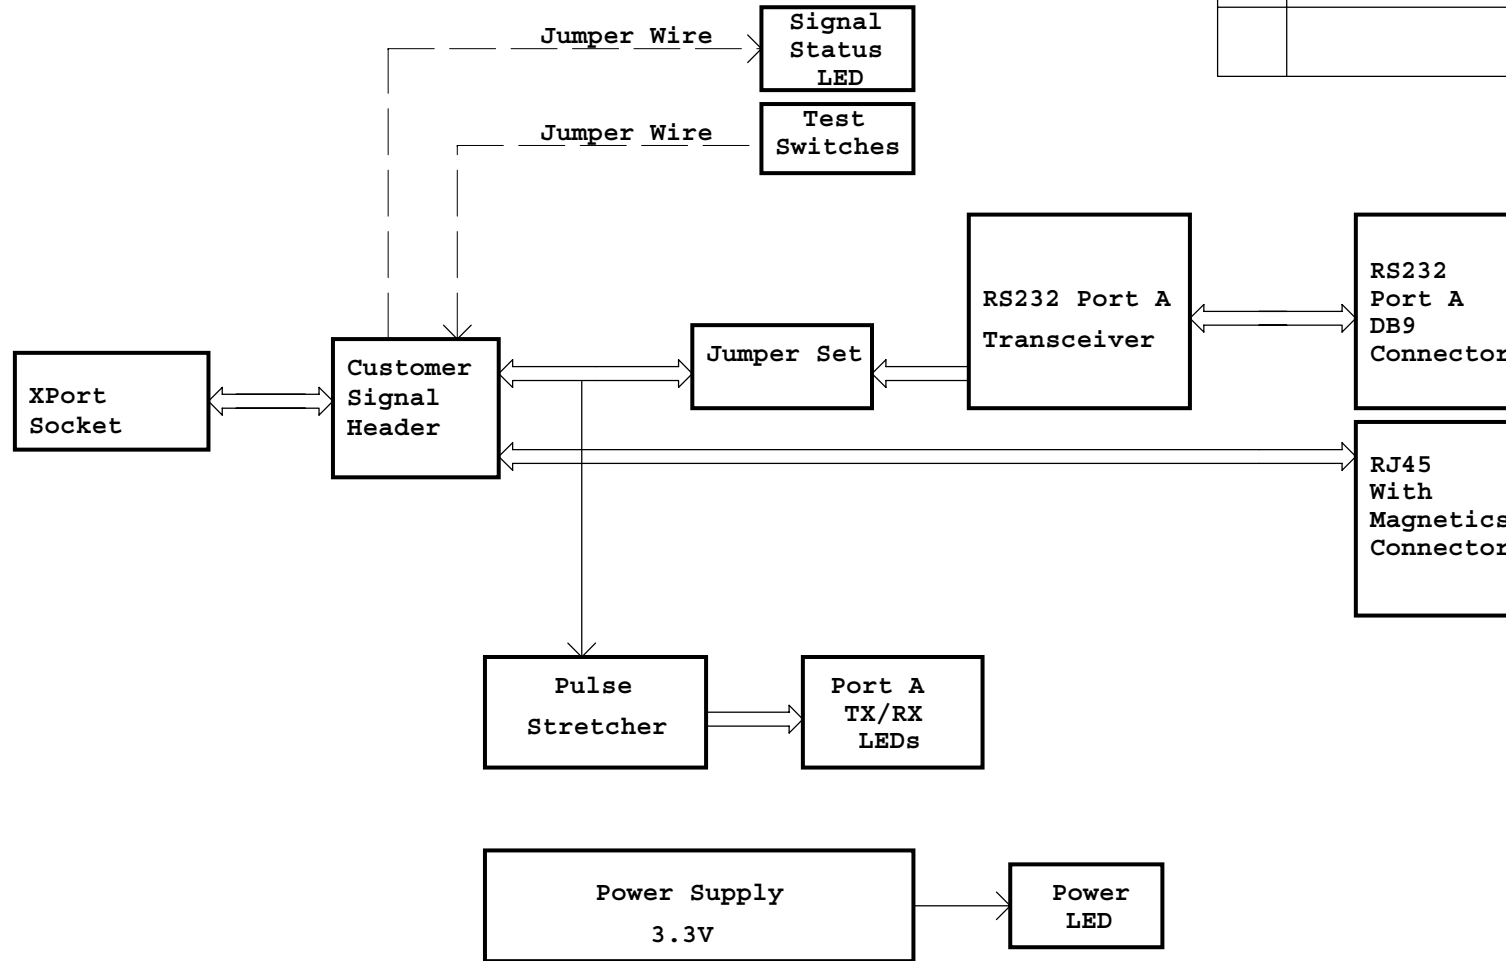 Jumper Wire
Signal
Status
LED
Jumper Wire
Test
Switches
XPort
Socket
Customer
Signal
Header
Jumper Set
RS232 Port A
Transceiver
RS232
Port A
DB9
Connector
RJ45
With
Magnetics
Connector
Pulse
Stretcher
Port A
TX/RX
LEDs
Power Supply
3.3V
Power
LED